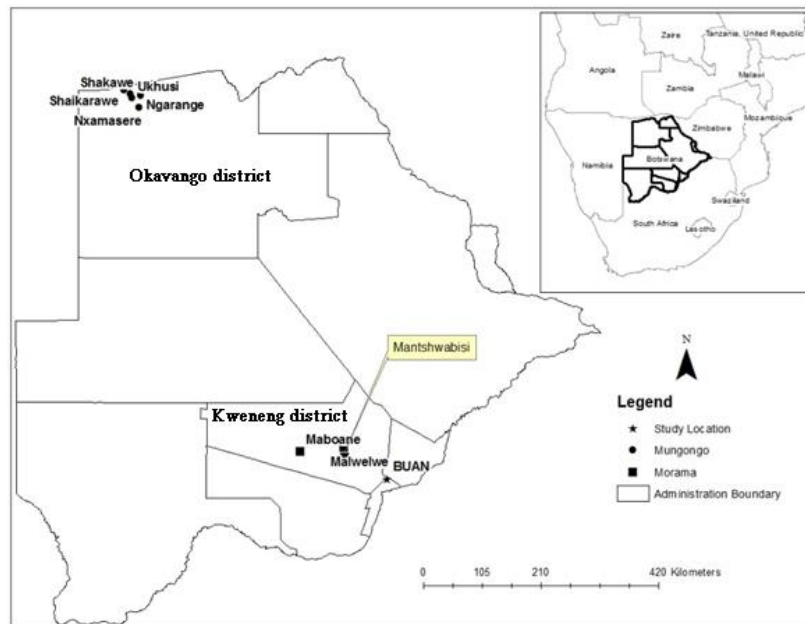 Shakawe
Ukhusi
Shaikarawe
Ngarange
Nxamasere
Okavango district
Mantshwabisi
Kweneng district
Maboane
Malwelwe
BUAN
Zaire
Tanzania, United Republic
Angola
Zambia
Malawi
Mozambique
Zimbabwe
Namibia
Botswana
Swaziland
South Africa
Lesotho
N
Legend
Study Location
Mungongo
Morama
Administration Boundary
0 105 210 420 Kilometers